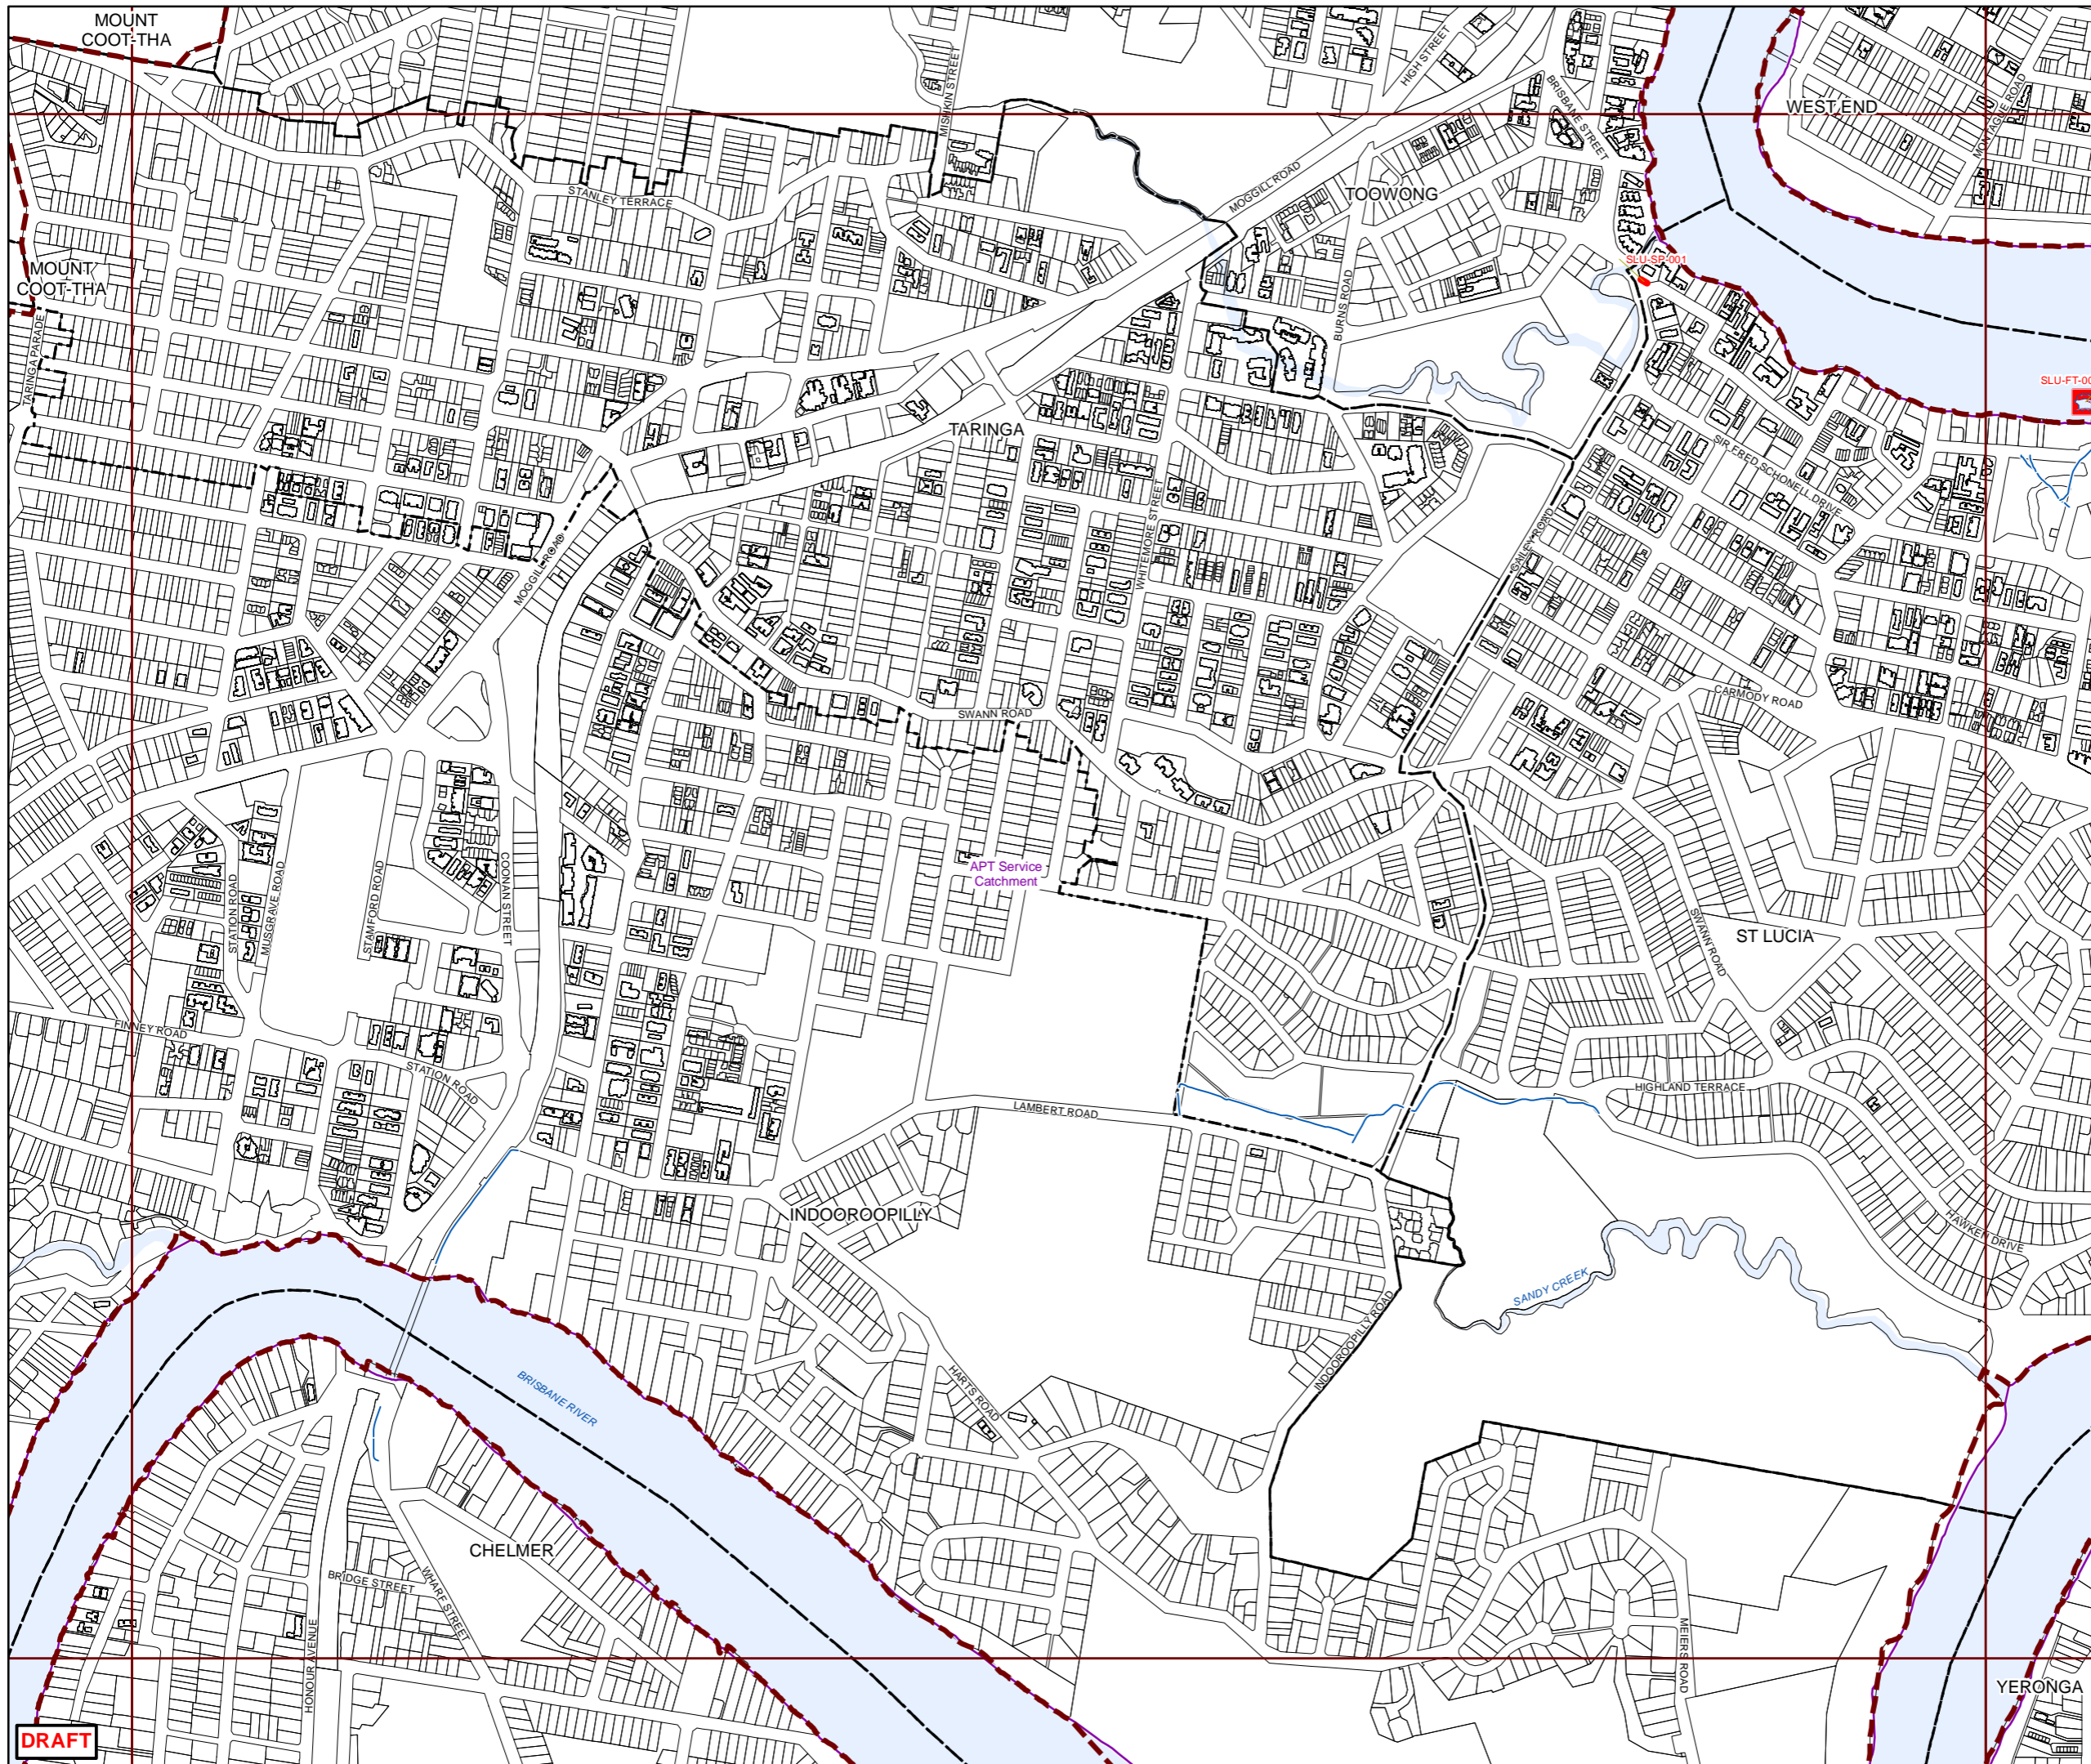 MOUNT
COOT-THA
MISKIN STREET
HIGH STREET
BRISBANE STREET
WEST END
MONTAGUE ROAD
STANLEY TERRACE
MOGGILL ROAD
TOOWONG
MOUNT
COOT-THA
SLU-SP-001
BURNS ROAD
TARINGA PARADE
SLU-FT-00
TARINGA
SIR FRED SCHONELL DRIVE
WHITEMORE STREET
GAILEY ROAD
MOGGILL ROAD
CARMODY ROAD
SWANN ROAD
APT Service
Catchment
STATION ROAD
MUSGRAVE ROAD
STAMFORD ROAD
COONAN STREET
SWANN ROAD
ST LUCIA
FINNEY ROAD
STATION ROAD
LAMBERT ROAD
HIGHLAND TERRACE
INDOOROOPILLY
HAWKEN DRIVE
SANDY CREEK
INDOOROOPILLY ROAD
BRISBANE RIVER
HARTS ROAD
CHELMER
BRIDGE STREET
WHARF STREET
HONOUR AVENUE
MEIERS ROAD
YERONGA
DRAFT